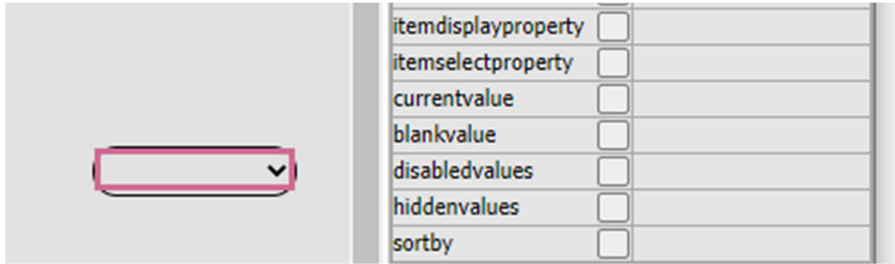 itemdisplayproperty
itemselectproperty
currentvalue
blankvalue
disabledvalues
hiddenvalues
sortby